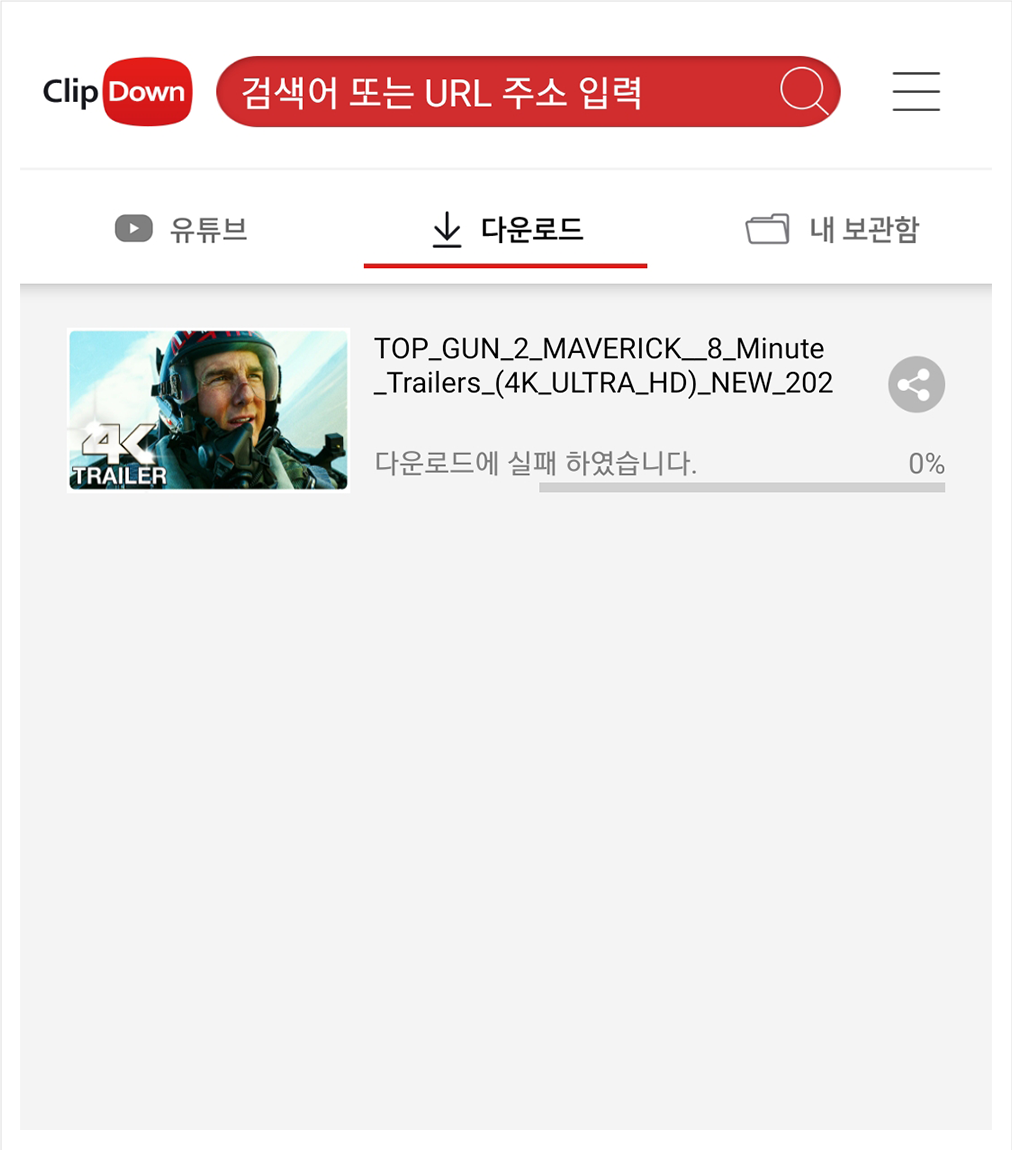 Clip Down
검색어 또는 URL 주소 입력
유튜브
다운로드
내 보관함
4K
TRAILER
TOP_GUN_2_MAVERICK__8_Minute
_Trailers_(4K_ULTRA_HD)_NEW_202
다운로드에 실패 하였습니다.
0%